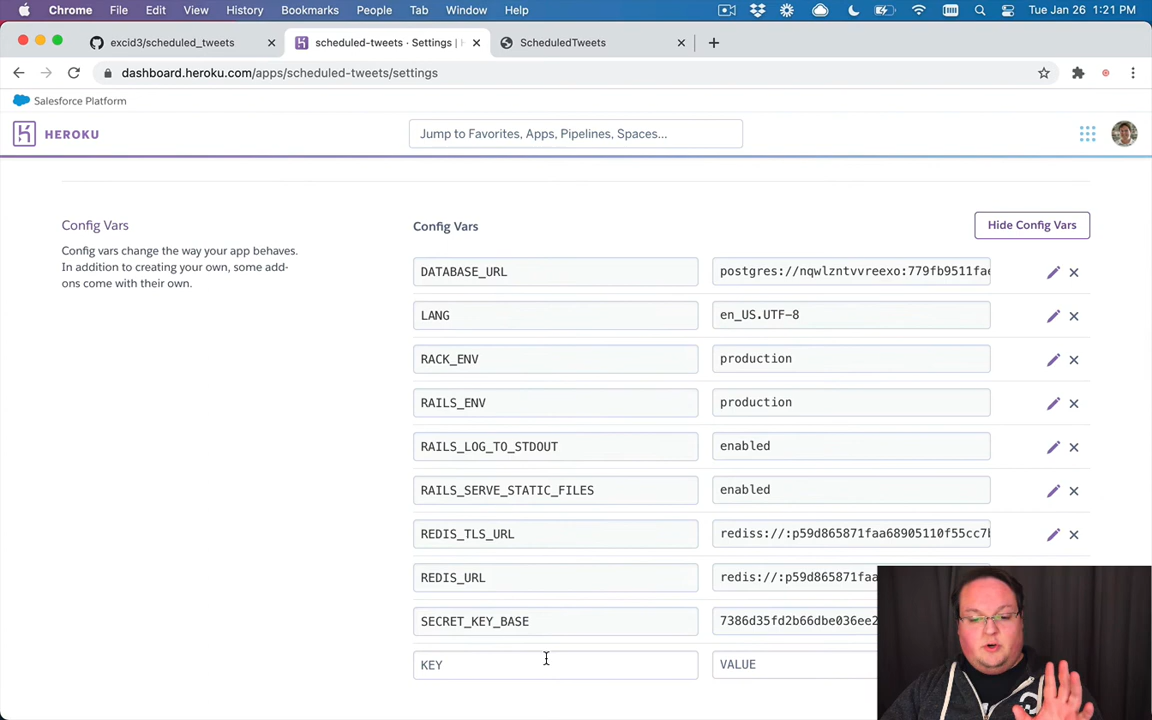 Chrome File Edit View History Bookmarks People Tab Window Help Tue Jan 26 1:21 PM
excid3/scheduled_tweets
scheduled-tweets · Settings | H
ScheduledTweets
dashboard.heroku.com/apps/scheduled-tweets/settings
Salesforce Platform
HEROKU
Jump to Favorites, Apps, Pipelines, Spaces...
Config Vars
Config vars change the way your app behaves.
In addition to creating your own, some add-
ons come with their own.
Config Vars
Hide Config Vars
DATABASE_URL postgres://nqwlzntvvreexo:779fb9511fae
LANG en_US.UTF-8
RACK_ENV production
RAILS_ENV production
RAILS_LOG_TO_STDOUT enabled
RAILS_SERVE_STATIC_FILES enabled
REDIS_TLS_URL rediss://:p59d865871faa68905110f55cc7b
REDIS_URL redis://:p59d865871faa
SECRET_KEY_BASE 7386d35fd2b66dbe036ee2
KEY VALUE